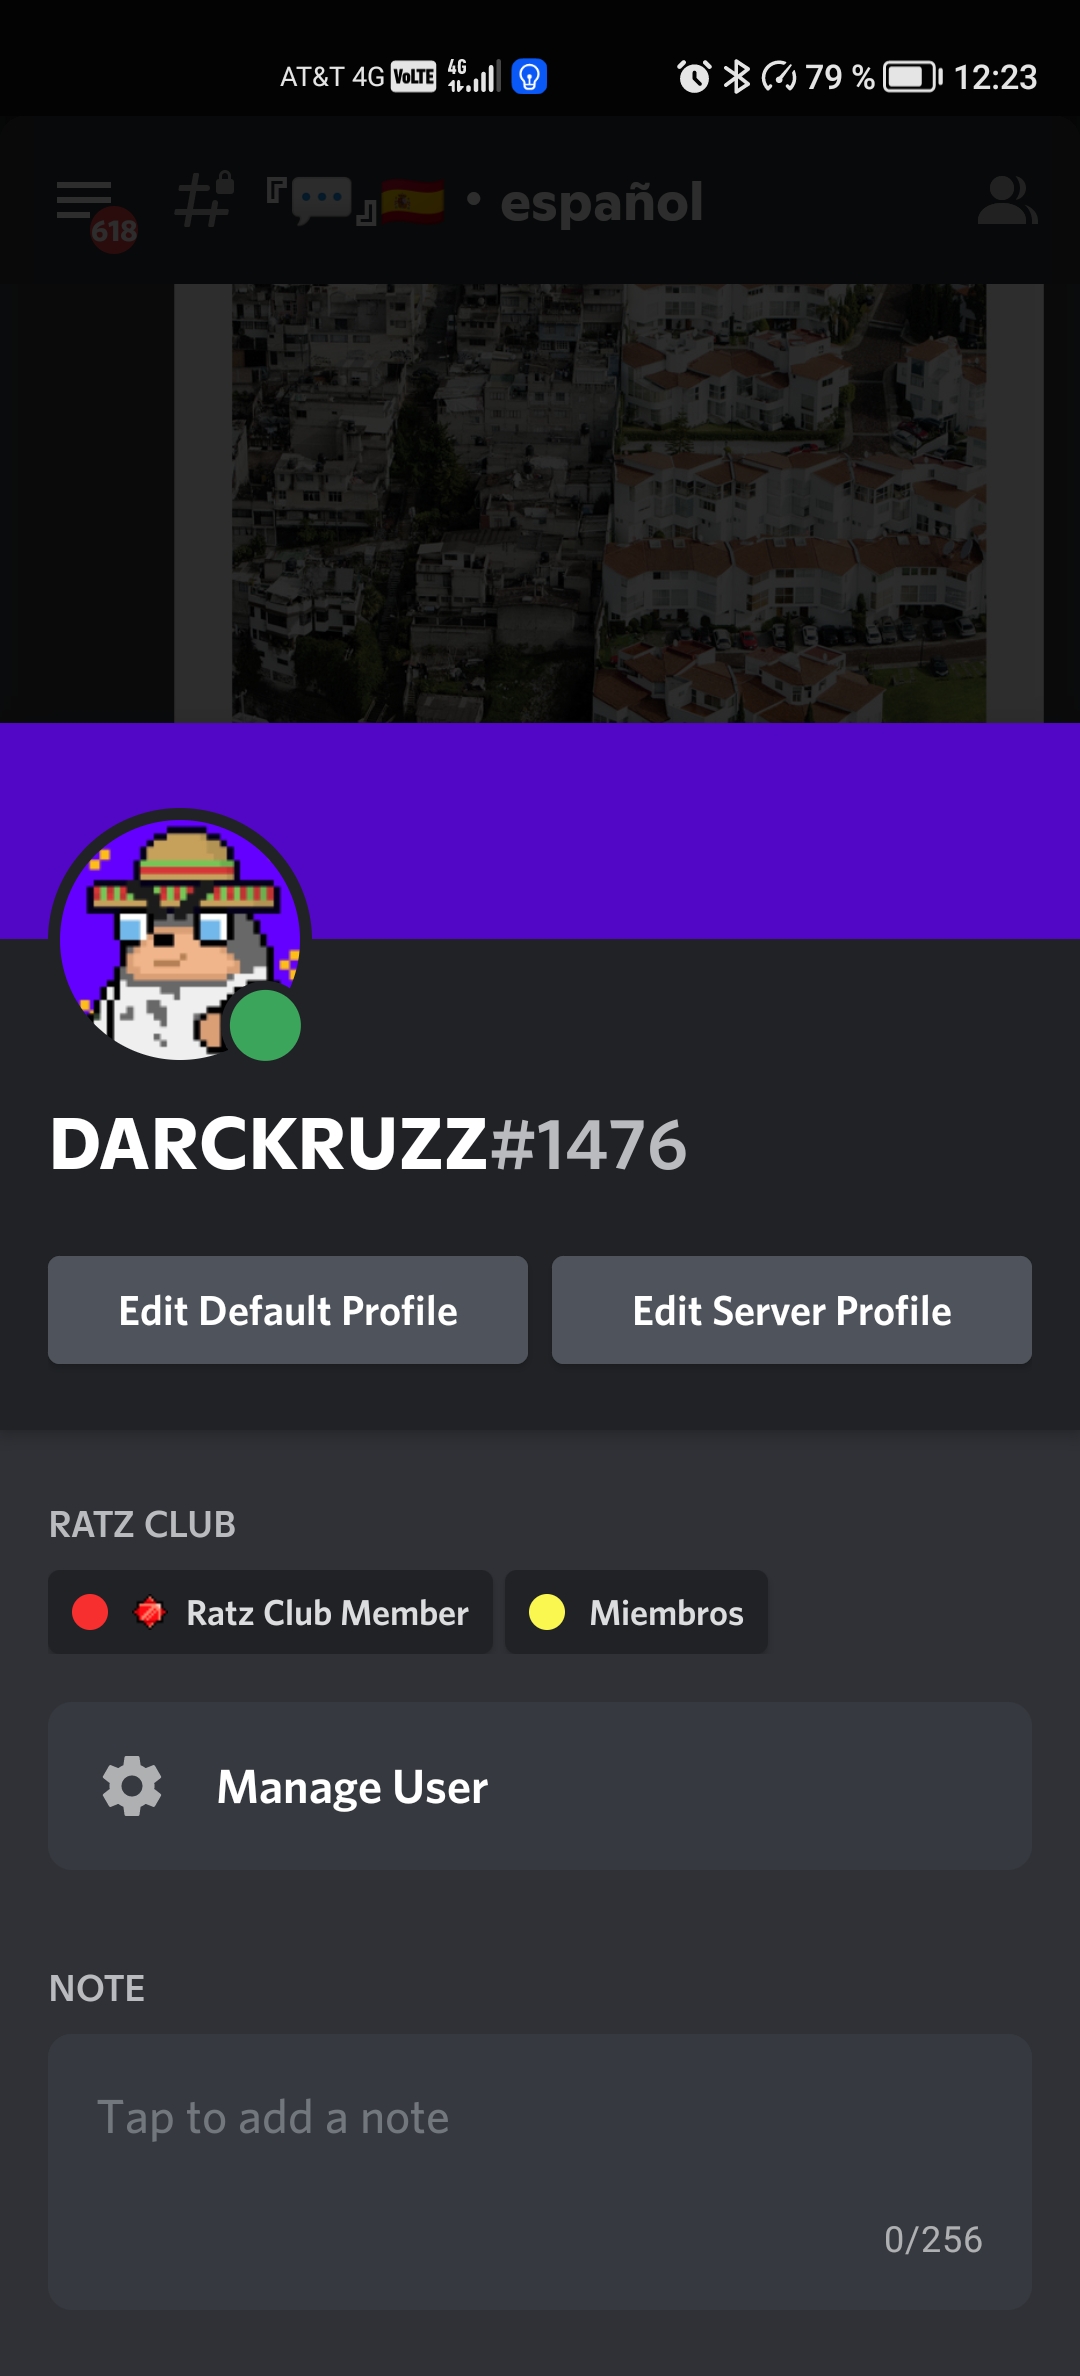 AT&T 4G VoLTE 4G 79 % 12:23
618 『💬』🇪🇸 • español
DARCKRUZZ#1476
Edit Default Profile Edit Server Profile
RATZ CLUB
Ratz Club Member Miembros
Manage User
NOTE
Tap to add a note
0/256